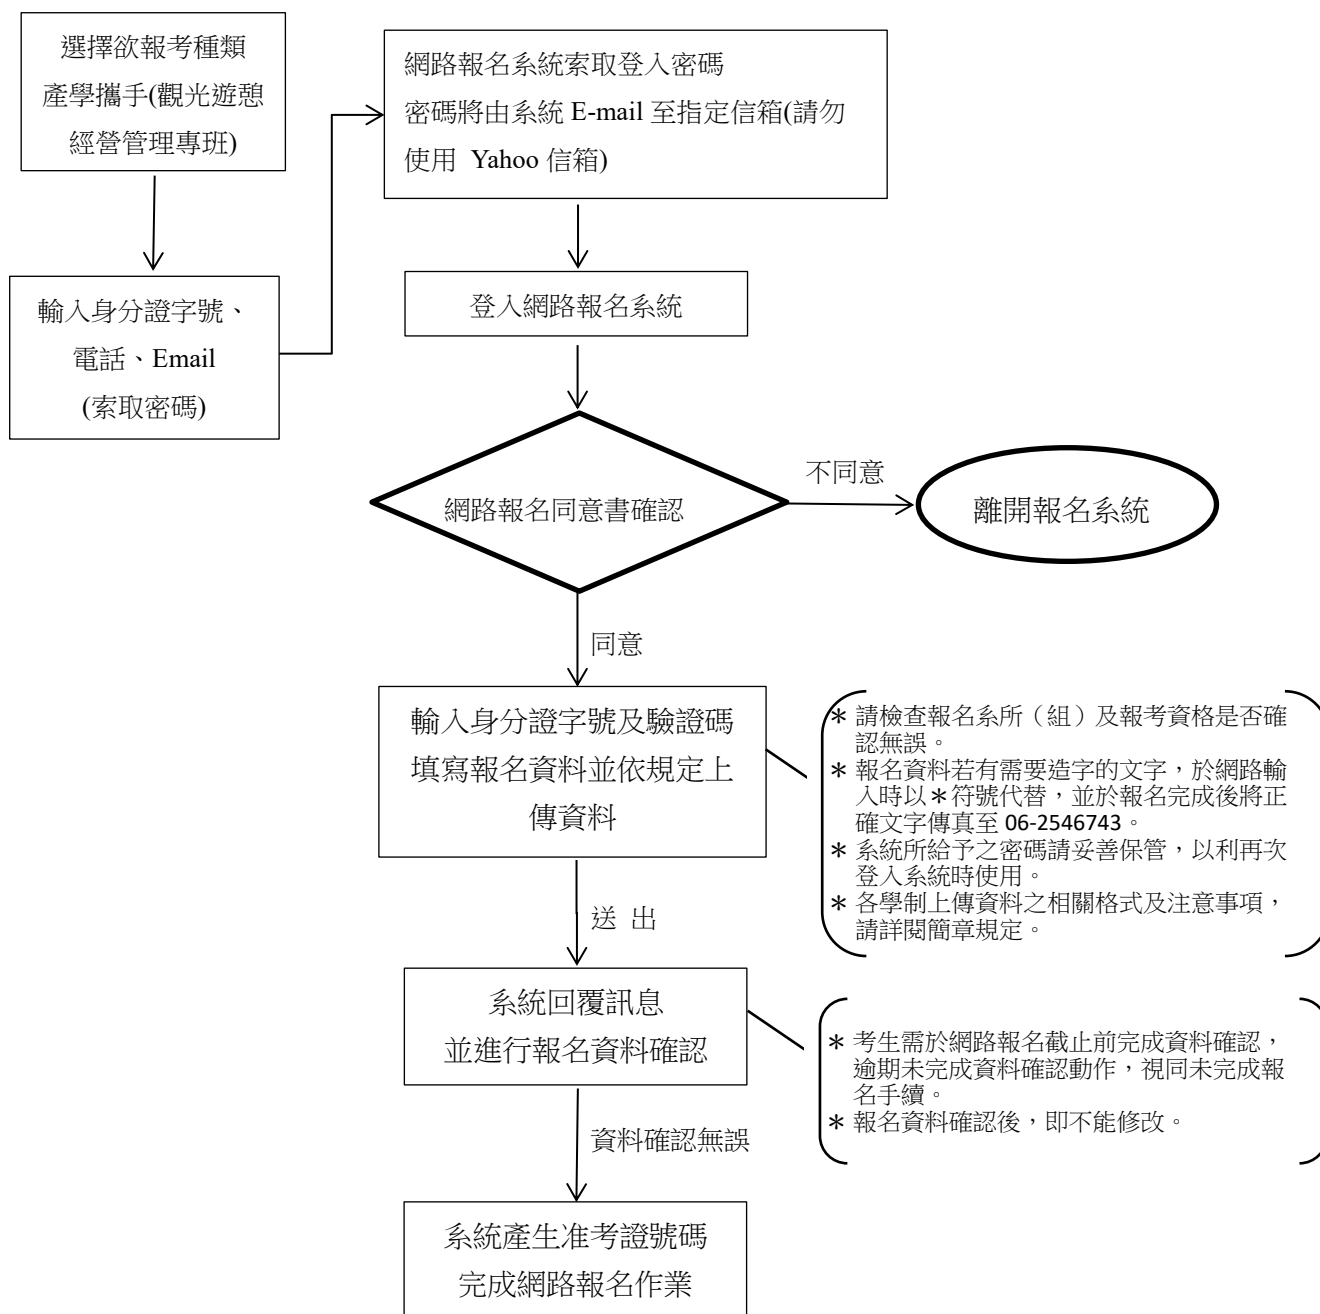 選擇欲報考種類
產學攜手(觀光遊憩
經營管理專班)
輸入身分證字號、
電話、Email
(索取密碼)
網路報名系統索取登入密碼
密碼將由系統 E-mail 至指定信箱(請勿
使用 Yahoo 信箱)
登入網路報名系統
網路報名同意書確認
不同意
離開報名系統
同意
輸入身分證字號及驗證碼
填寫報名資料並依規定上
傳資料
＊請檢查報名系所（組）及報考資格是否確
認無誤。
＊報名資料若有需要造字的文字，於網路輸
入時以＊符號代替，並於報名完成後將正
確文字傳真至 06-2546743。
＊系統所給予之密碼請妥善保管，以利再次
登入系統時使用。
＊各學制上傳資料之相關格式及注意事項，
請詳閱簡章規定。
送 出
系統回覆訊息
並進行報名資料確認
＊考生需於網路報名截止前完成資料確認，
逾期未完成資料確認動作，視同未完成報
名手續。
＊報名資料確認後，即不能修改。
資料確認無誤
系統產生准考證號碼
完成網路報名作業